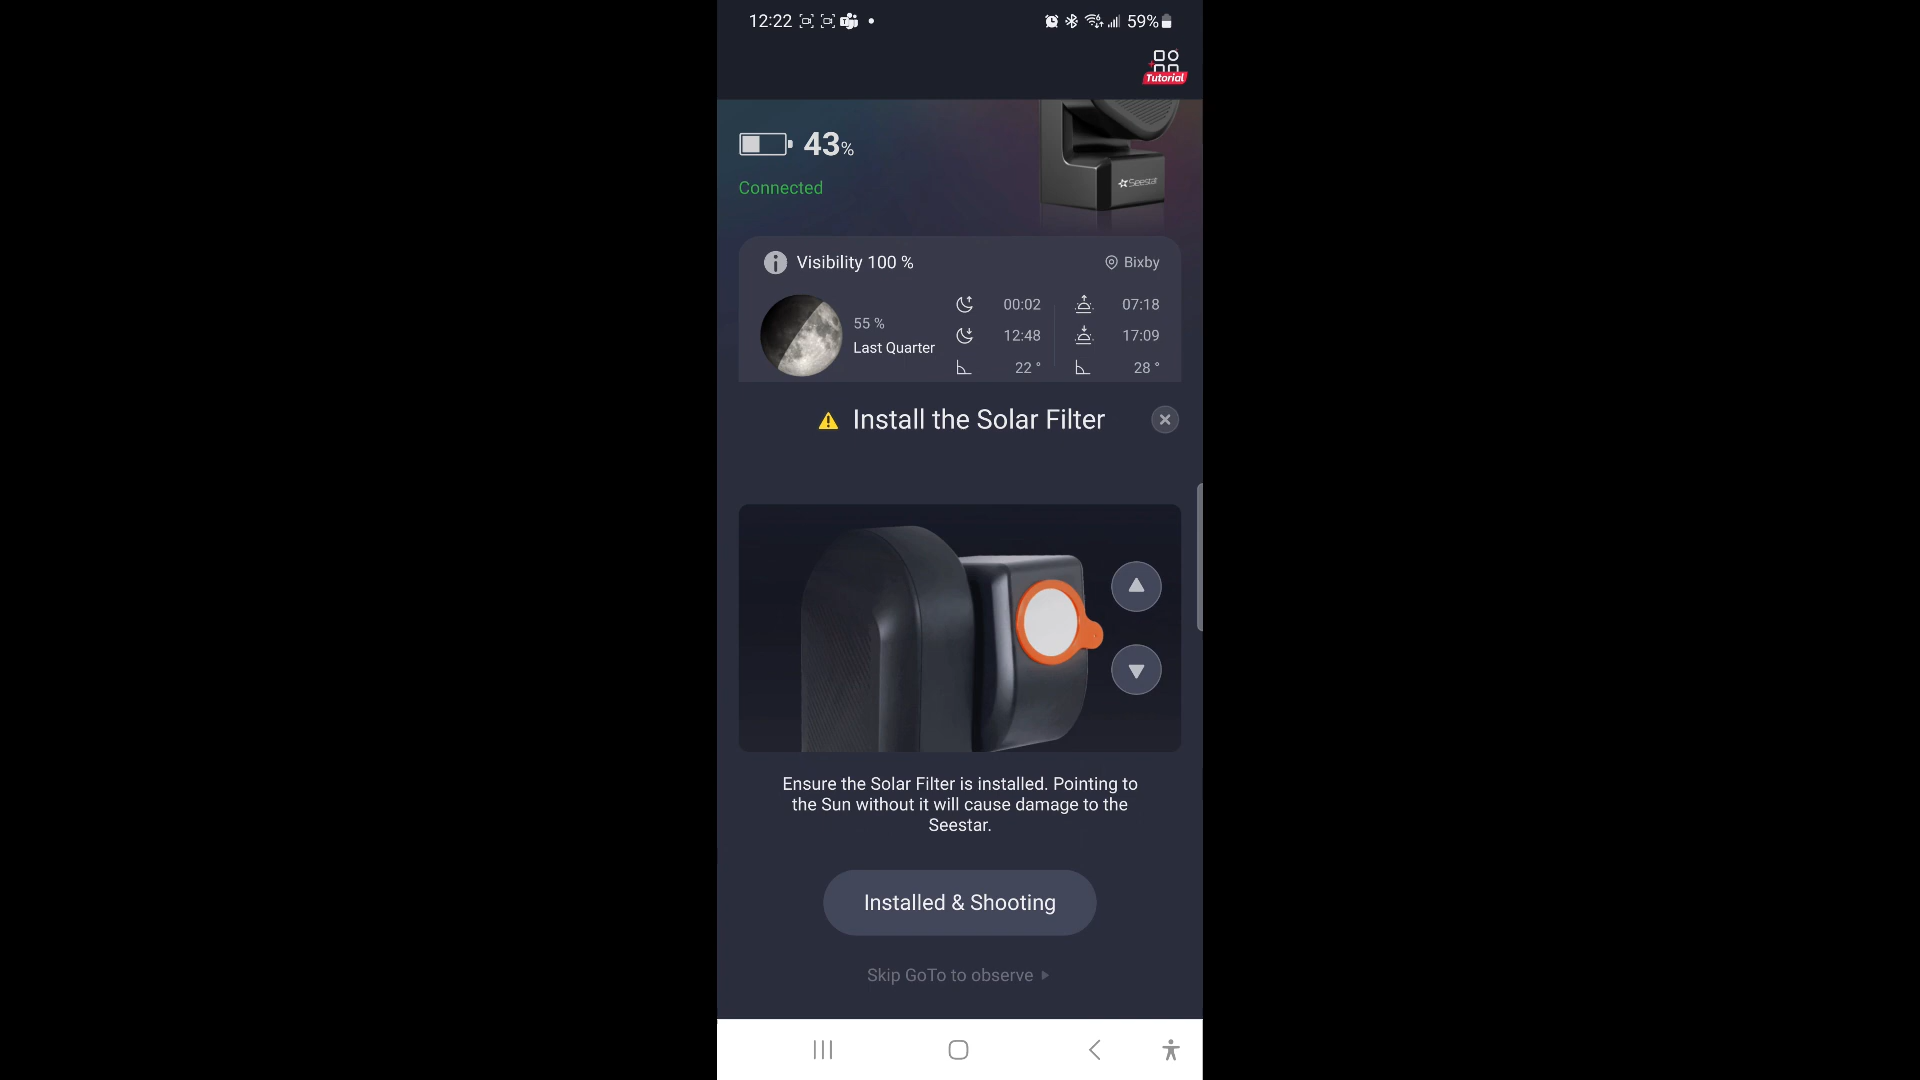 12:22
59%
Tutorial
43%
Connected
Seestar
Visibility 100 %
Bixby
00:02
07:18
55 %
12:48
17:09
Last Quarter
22 °
28 °
Install the Solar Filter
Ensure the Solar Filter is installed. Pointing to
the Sun without it will cause damage to the
Seestar.
Installed & Shooting
Skip GoTo to observe